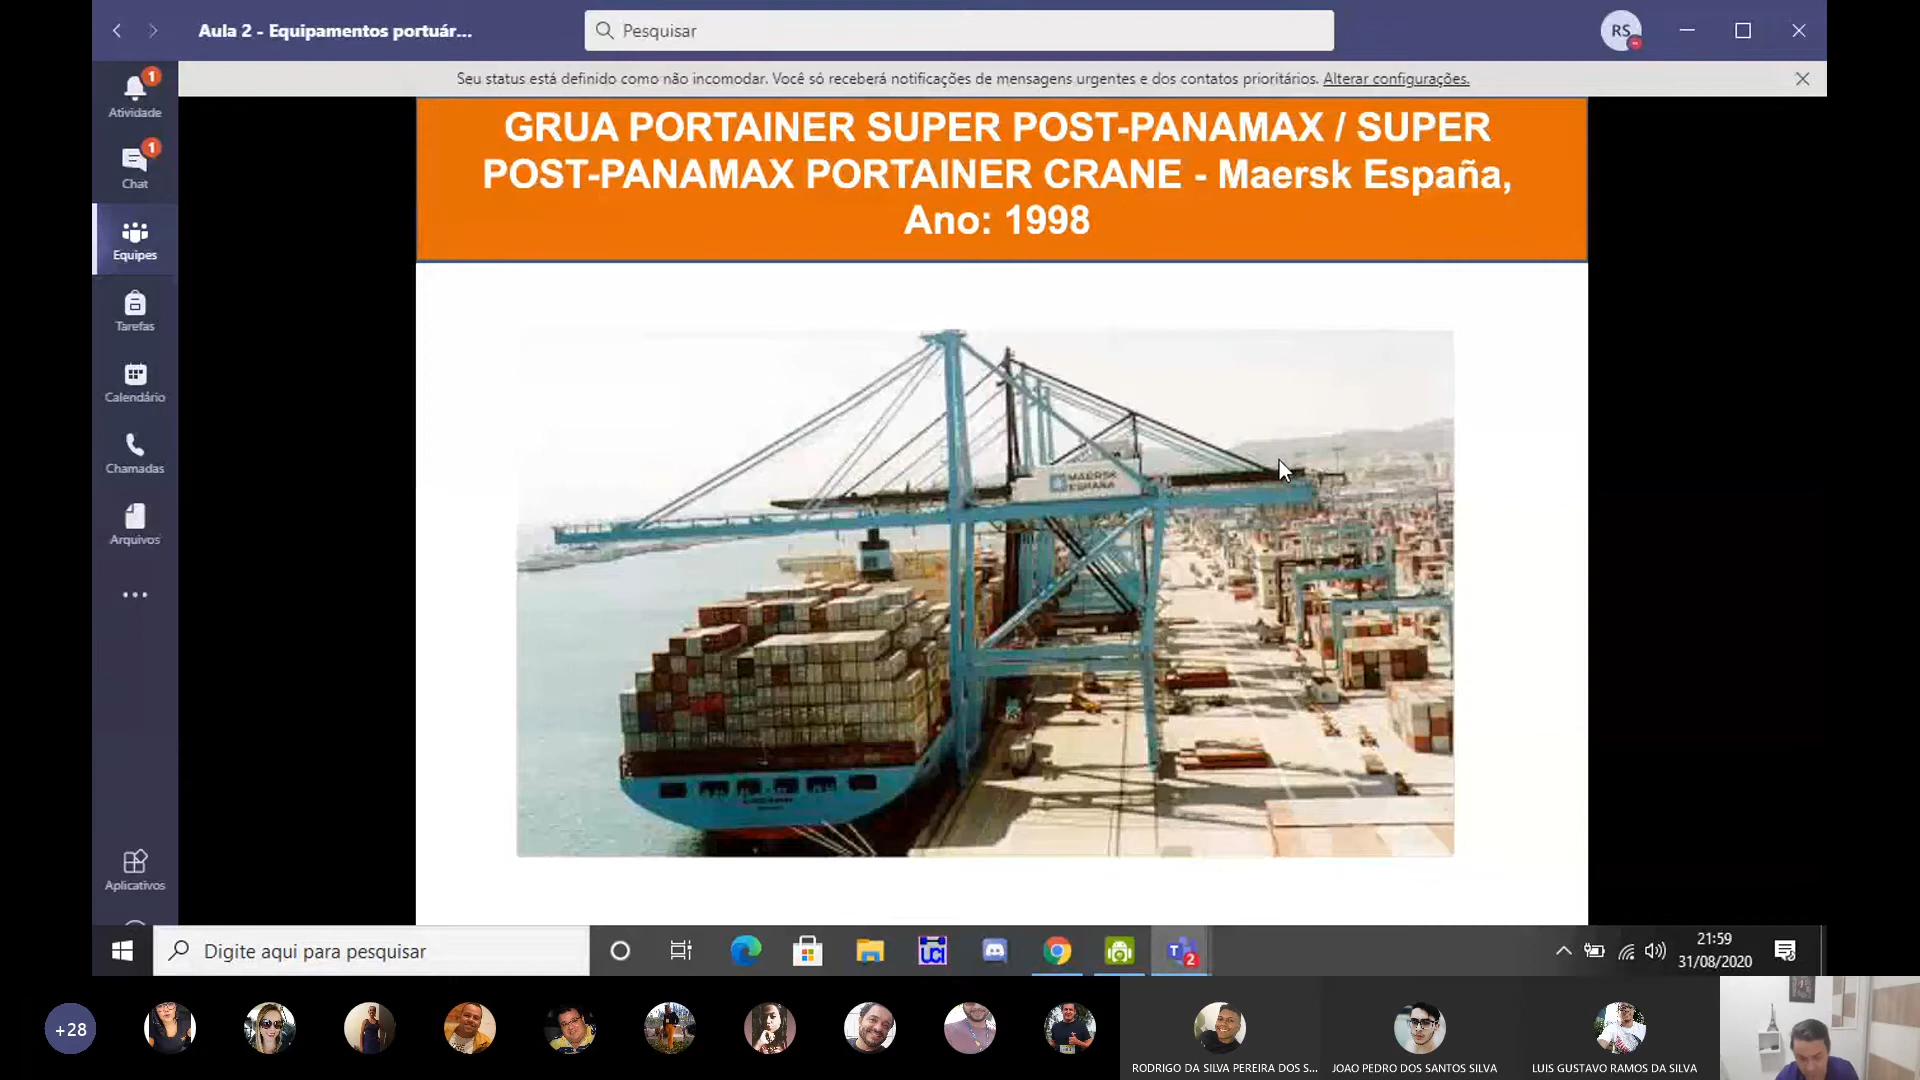 Aula 2 - Equipamentos portuár...
Pesquisar
RS
Seu status está definido como não incomodar. Você só receberá notificações de mensagens urgentes e dos contatos prioritários. Alterar configurações.
1
Atividade
1
Chat
Equipes
Tarefas
Calendário
Chamadas
Arquivos
Aplicativos
GRUA PORTAINER SUPER POST-PANAMAX / SUPER
POST-PANAMAX PORTAINER CRANE - Maersk España,
Ano: 1998
MAERSK
ESPAÑA
Digite aqui para pesquisar
UCI
T
2
21:59
31/08/2020
+28
RODRIGO DA SILVA PEREIRA DOS S...
JOAO PEDRO DOS SANTOS SILVA
LUIS GUSTAVO RAMOS DA SILVA